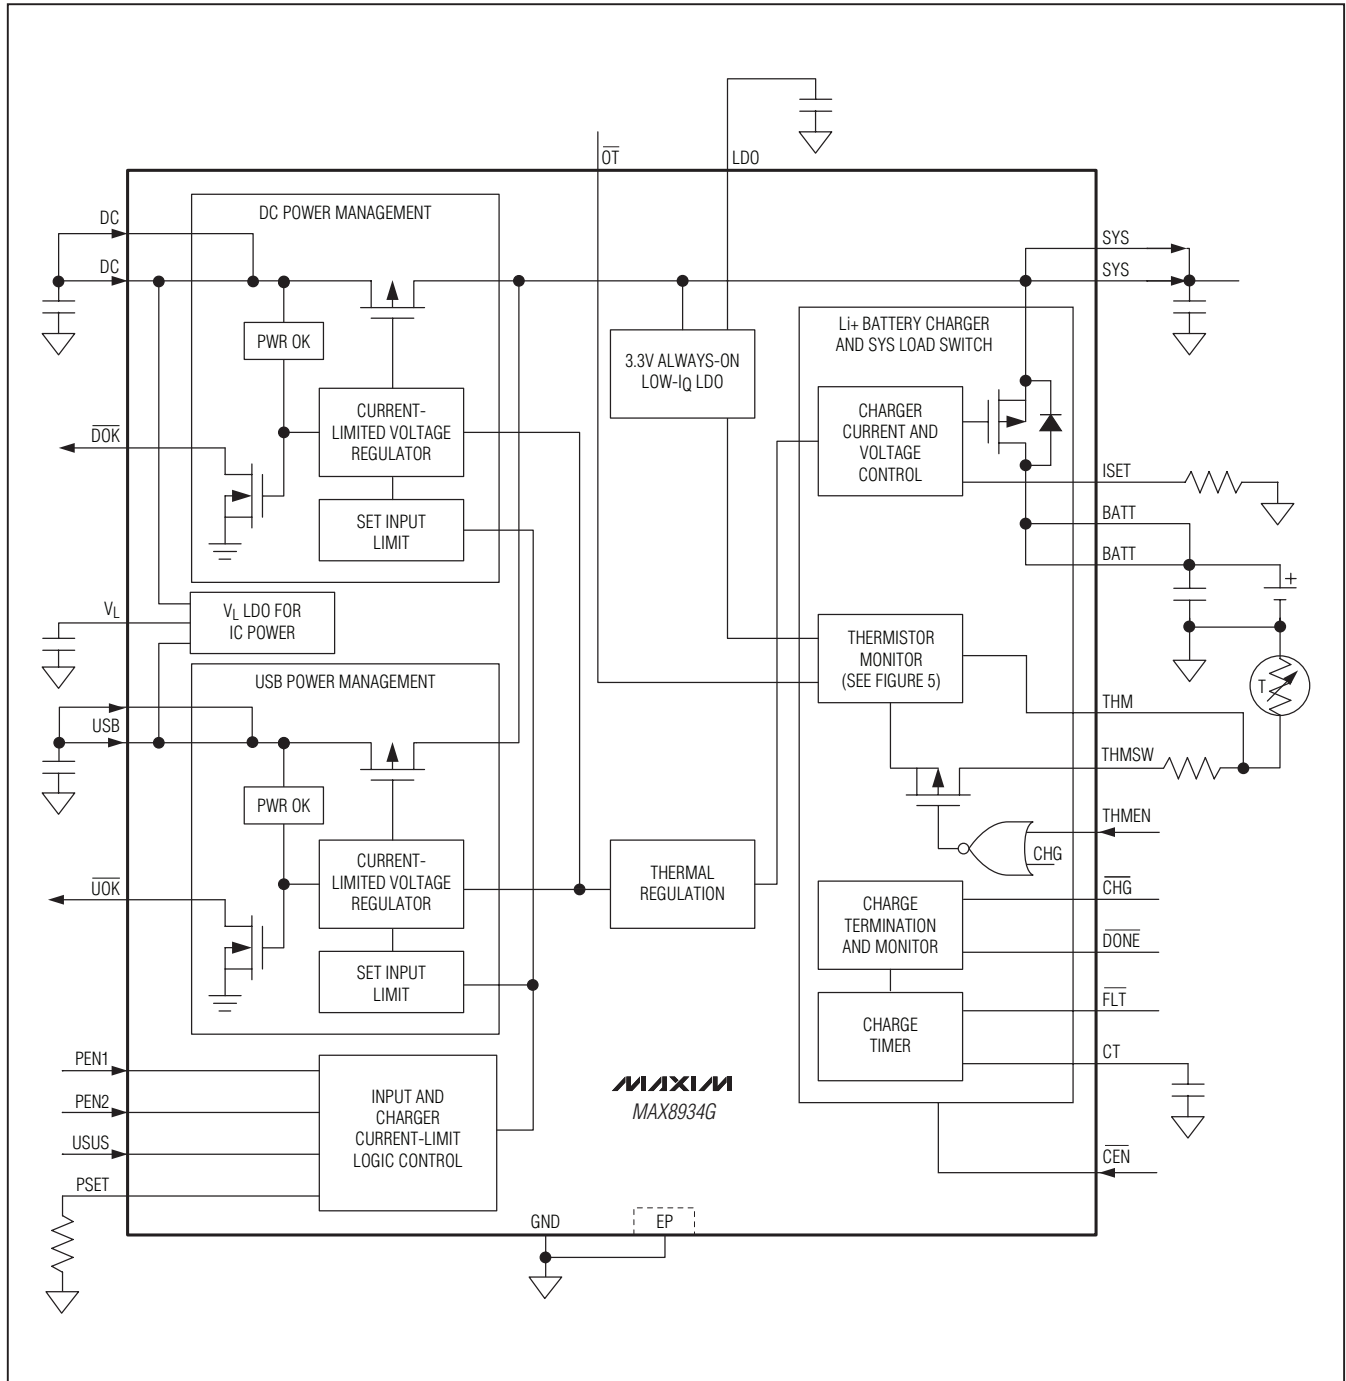 OT
LDO
DC POWER MANAGEMENT
DC
DC
SYS
SYS
PWR OK
3.3V ALWAYS-ON
LOW-IQ LDO
Li+ BATTERY CHARGER
AND SYS LOAD SWITCH
CURRENT-
LIMITED VOLTAGE
REGULATOR
CHARGER
CURRENT AND
VOLTAGE
CONTROL
DOK
ISET
SET INPUT
LIMIT
BATT
BATT
+
VL
VL LDO FOR
IC POWER
THERMISTOR
MONITOR
(SEE FIGURE 5)
T
USB POWER MANAGEMENT
THM
USB
THMSW
PWR OK
THMEN
CHG
CURRENT-
LIMITED VOLTAGE
REGULATOR
THERMAL
REGULATION
UOK
CHG
CHARGE
TERMINATION
AND MONITOR
DONE
SET INPUT
LIMIT
FLT
CHARGE
TIMER
CT
PEN1
PEN2
USUS
PSET
INPUT AND
CHARGER
CURRENT-LIMIT
LOGIC CONTROL
MAXIM
MAX8934G
CEN
GND
EP